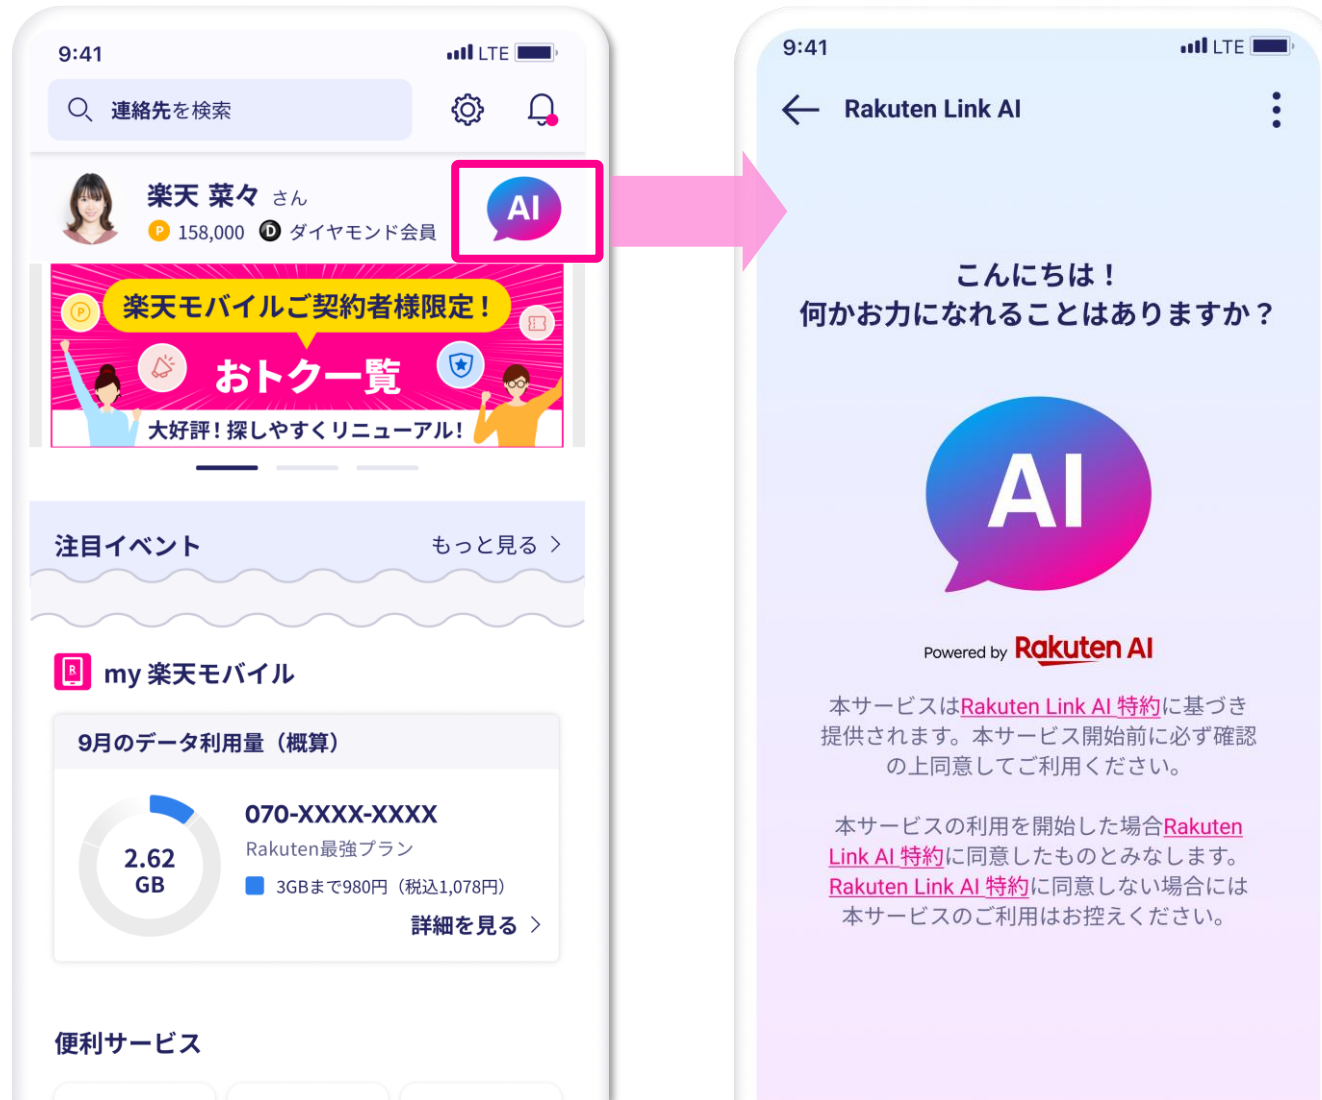 9:41
LTE
連絡先を検索
楽天 菜々 さん
P 158,000 D ダイヤモンド会員
AI
楽天モバイルご契約者様限定！
P
おトク一覧
大好評！探しやすくリニューアル！
注目イベント
もっと見る
R
my 楽天モバイル
9月のデータ利用量（概算）
2.62
GB
070-XXXX-XXXX
Rakuten最強プラン
3GBまで980円（税込1,078円）
詳細を見る
便利サービス
9:41
LTE
Rakuten Link AI
こんにちは！
何かお力になれることはありますか？
AI
Powered by Rakuten AI
本サービスはRakuten Link AI 特約に基づき
提供されます。本サービス開始前に必ず確認
の上同意してご利用ください。
本サービスの利用を開始した場合Rakuten
Link AI 特約に同意したものとみなします。
Rakuten Link AI 特約に同意しない場合には
本サービスのご利用はお控えください。